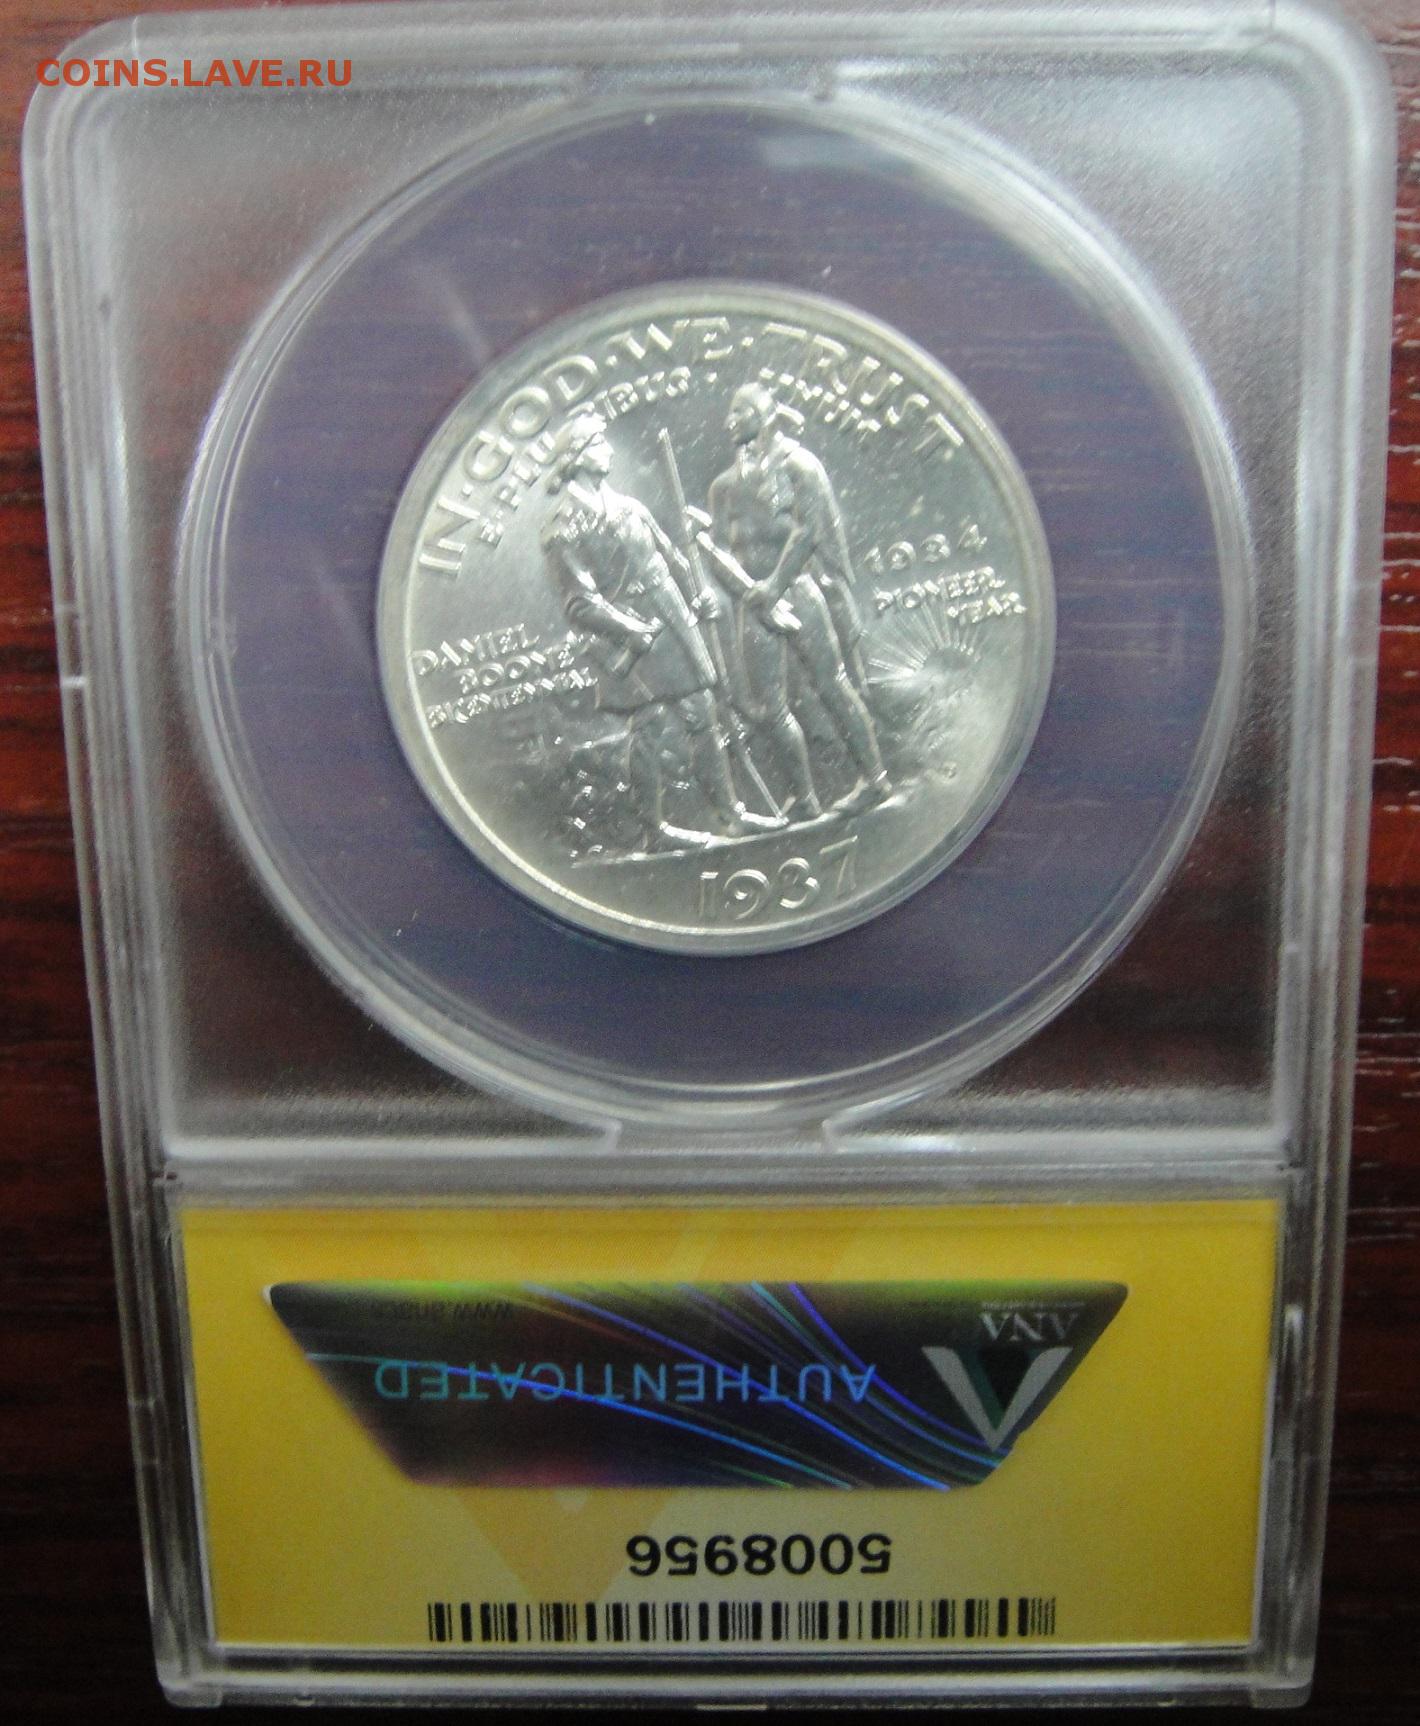 COINS.LAVE.RU
IN·GOD·WE·TRUST
E·PLURIBUS·UNUM
1934
PIONEER
YEAR
DANIEL
BOONE
BICENTENNIAL
1937
ANA
AUTHENTICATED
5008956